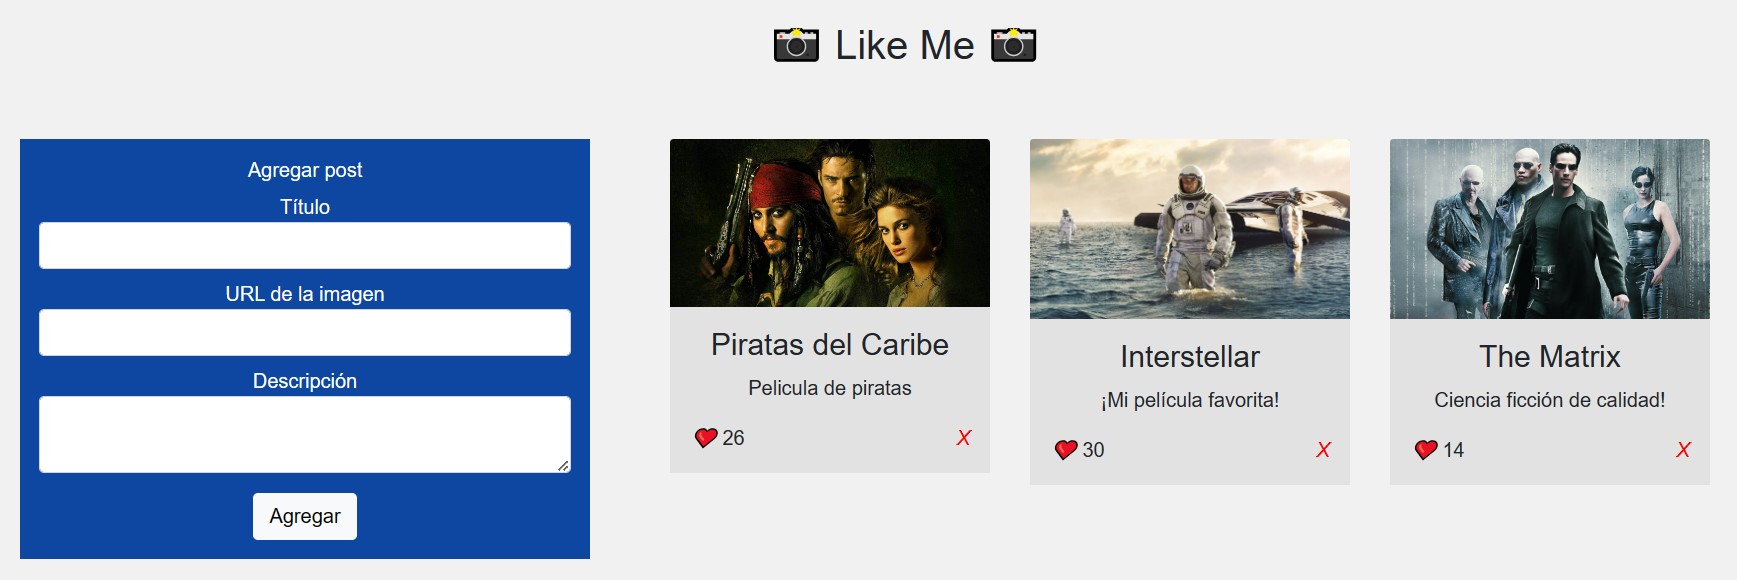 Like Me
Agregar post
Título
URL de la imagen
Descripción
Agregar
Piratas del Caribe
Pelicula de piratas
26 X
Interstellar
¡Mi película favorita!
30 X
The Matrix
Ciencia ficción de calidad!
14 X